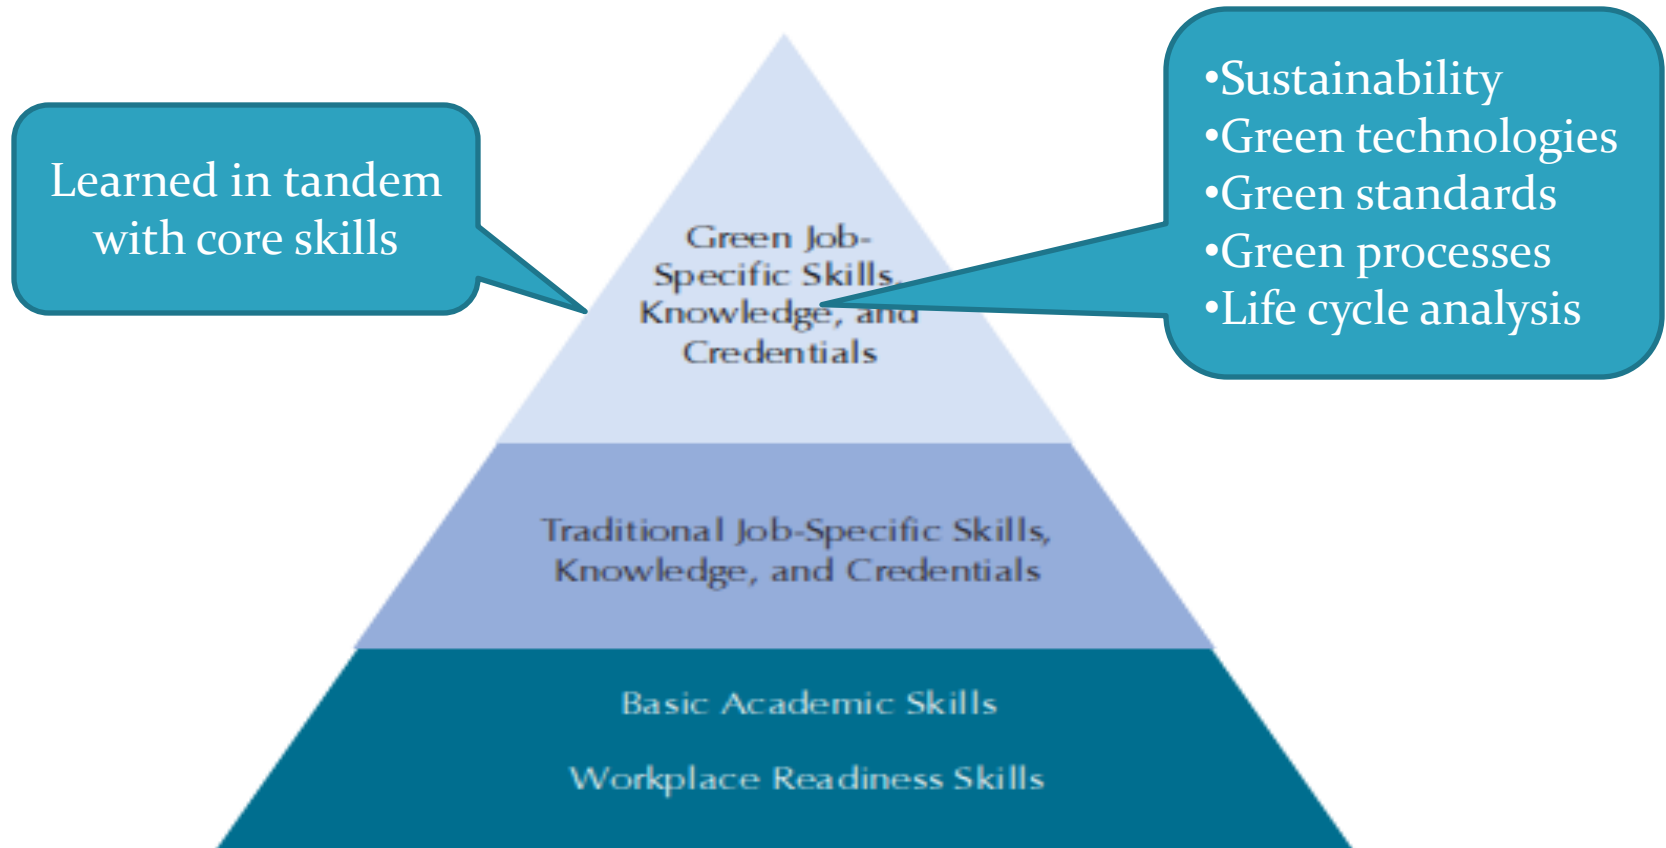 Learned in tandem
with core skills
•Sustainability
•Green technologies
•Green standards
•Green processes
•Life cycle analysis
Green Job-
Specific Skills,
Knowledge, and
Credentials
Traditional Job-Specific Skills,
Knowledge, and Credentials
Basic Academic Skills
Workplace Readiness Skills